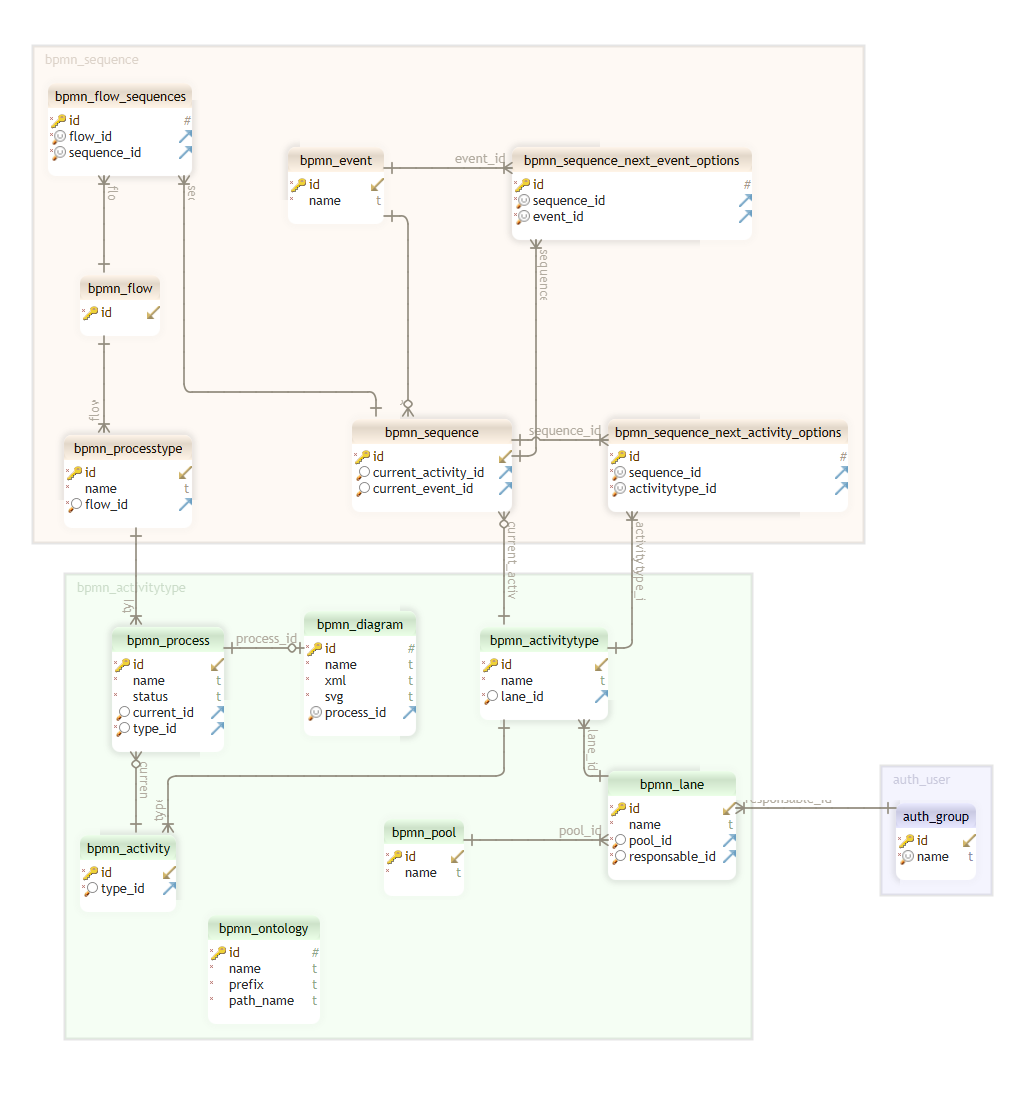 bpmn_sequence
bpmn_flow_sequences
id #
flow_id
sequence_id
flo
sec
bpmn_event
id
name t
event_id
bpmn_sequence_next_event_options
id #
sequence_id
event_id
sequence
bpmn_flow
id
flow
bpmn_processtype
id
name t
flow_id
bpmn_sequence
id
current_activity_id
current_event_id
sequence_id
bpmn_sequence_next_activity_options
id #
sequence_id
activitytype_id
current_activ
activitytype_i
bpmn_activitytype
tyl
bpmn_process
id
name t
status t
current_id
type_id
process_id
bpmn_diagram
id #
name t
xml t
svg t
process_id
bpmn_activitytype
id
name t
lane_id
lane_id
curren
type
bpmn_lane
id
name t
pool_id
responsable_id
responsable_id
auth_user
auth_group
id
name t
bpmn_pool
id
name t
pool_id
bpmn_activity
id
type_id
bpmn_ontology
id #
name t
prefix t
path_name t